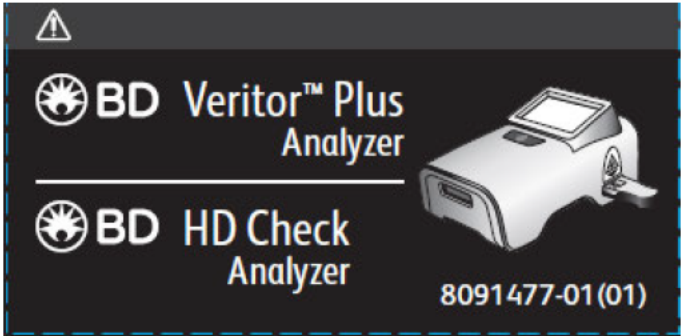 BD Veritor™ Plus
Analyzer
BD HD Check
Analyzer
8091477-01(01)